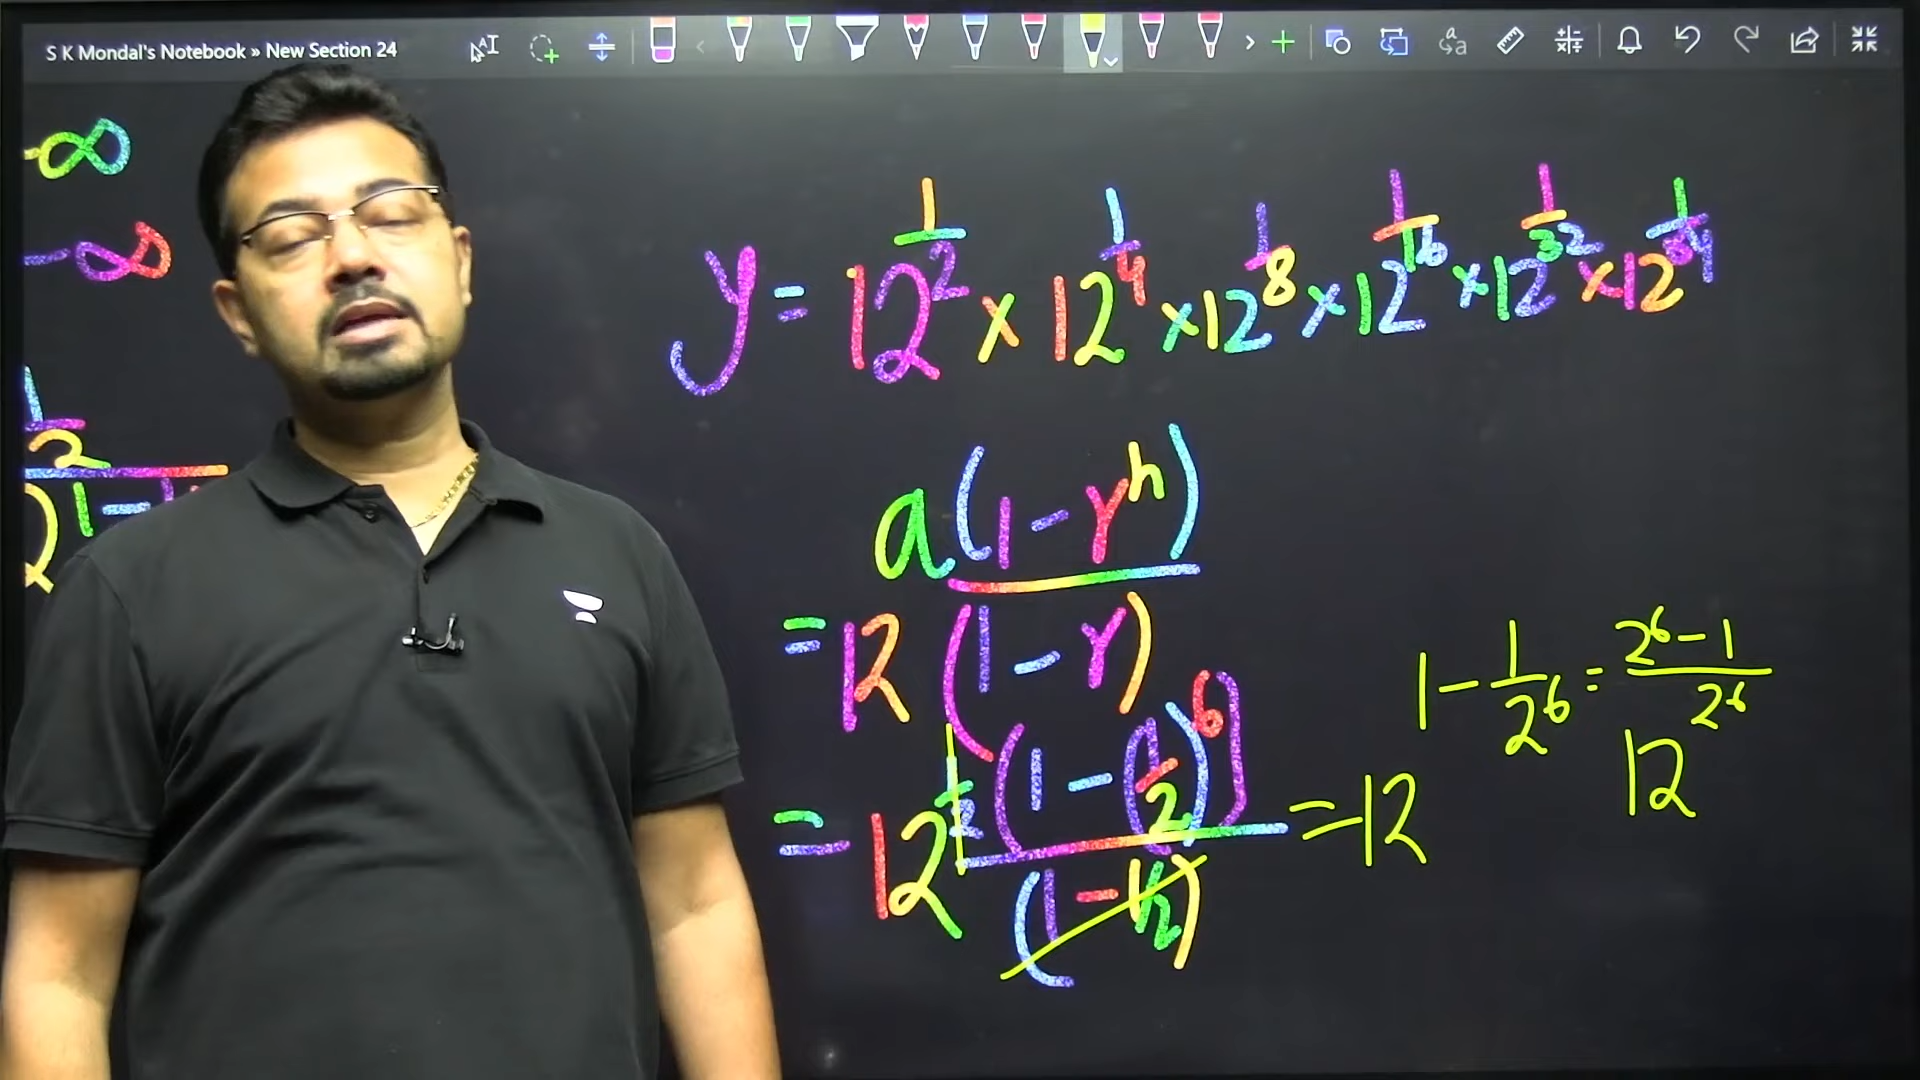 S K Mondal's Notebook » New Section 24
-∞
-∞
y = 12^(1/2) × 12^(1/4) × 12^(1/8) × 12^(1/16) × 12^(1/32) × 12^(1/64)
= 12^(a(1-r^n)/(1-r))
= 12^(1/2(1-(1/2)^6)/(1-1/2)) = 12^(1-1/2^6 = (2^6-1)/2^6)
12